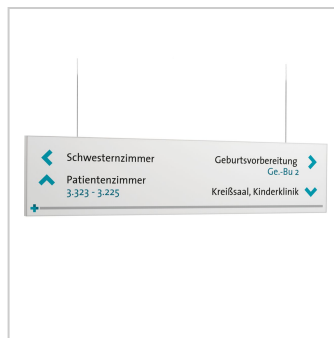 Schwesternzimmer
Patientenzimmer
3.323 - 3.225
Geburtsvorbereitung
Ge.-Bu 2
Kreißsaal, Kinderklinik